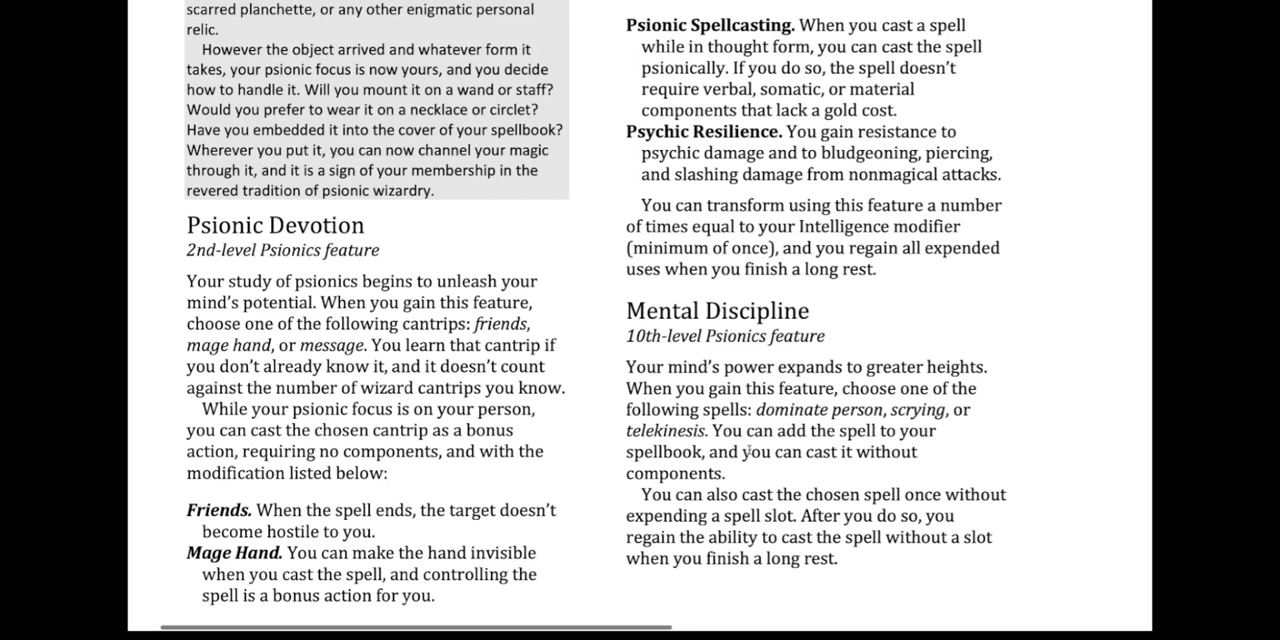 scarred planchette, or any other enigmatic personal
relic.
However the object arrived and whatever form it
takes, your psionic focus is now yours, and you decide
how to handle it. Will you mount it on a wand or staff?
Would you prefer to wear it on a necklace or circlet?
Have you embedded it into the cover of your spellbook?
Wherever you put it, you can now channel your magic
through it, and it is a sign of your membership in the
revered tradition of psionic wizardry.
Psionic Devotion
2nd-level Psionics feature
Your study of psionics begins to unleash your
mind's potential. When you gain this feature,
choose one of the following cantrips: friends,
mage hand, or message. You learn that cantrip if
you don't already know it, and it doesn't count
against the number of wizard cantrips you know.
While your psionic focus is on your person,
you can cast the chosen cantrip as a bonus
action, requiring no components, and with the
modification listed below:
Friends. When the spell ends, the target doesn't
become hostile to you.
Mage Hand. You can make the hand invisible
when you cast the spell, and controlling the
spell is a bonus action for you.
Psionic Spellcasting. When you cast a spell
while in thought form, you can cast the spell
psionically. If you do so, the spell doesn't
require verbal, somatic, or material
components that lack a gold cost.
Psychic Resilience. You gain resistance to
psychic damage and to bludgeoning, piercing,
and slashing damage from nonmagical attacks.
You can transform using this feature a number
of times equal to your Intelligence modifier
(minimum of once), and you regain all expended
uses when you finish a long rest.
Mental Discipline
10th-level Psionics feature
Your mind's power expands to greater heights.
When you gain this feature, choose one of the
following spells: dominate person, scrying, or
telekinesis. You can add the spell to your
spellbook, and you can cast it without
components.
You can also cast the chosen spell once without
expending a spell slot. After you do so, you
regain the ability to cast the spell without a slot
when you finish a long rest.